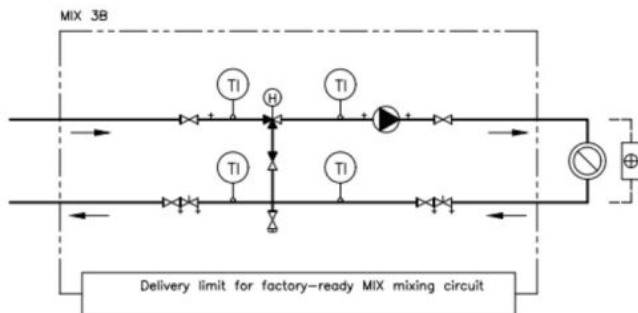 MIX 3B
TI
TI
H
TI
TI
Delivery limit for factory-ready MIX mixing circuit